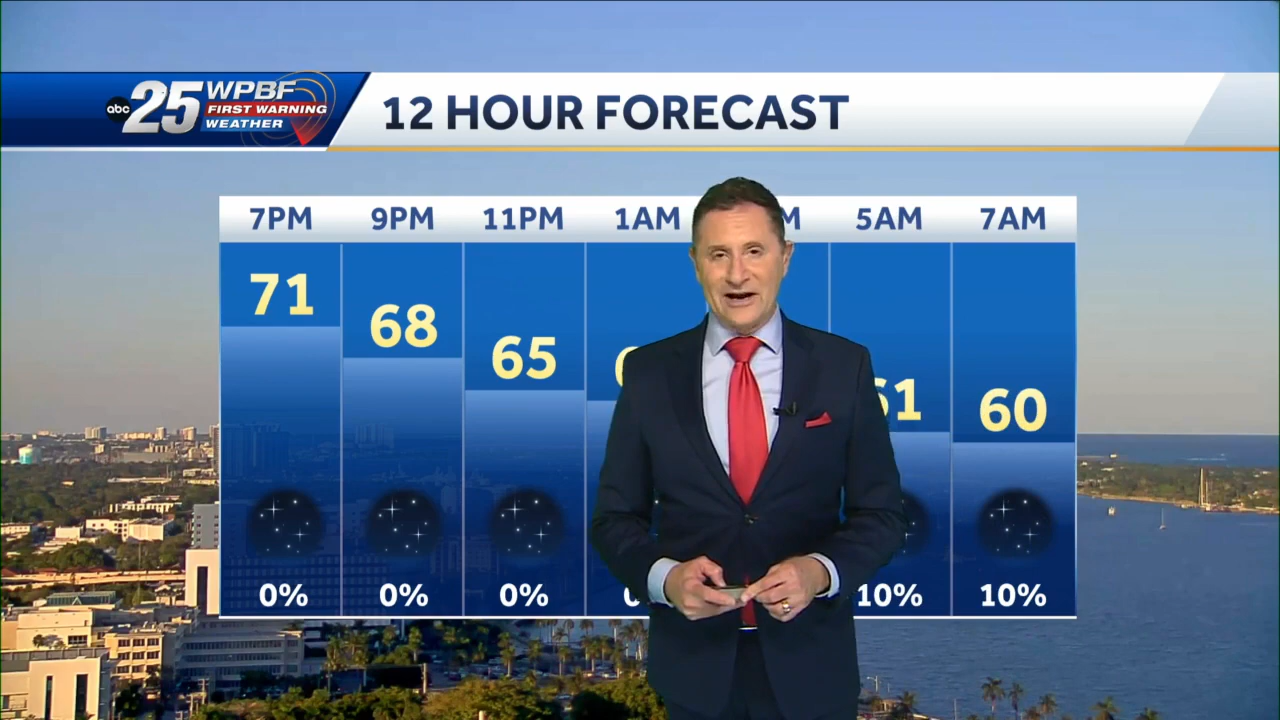 abc 25 WPBF
FIRST WARNING
WEATHER
12 HOUR FORECAST
7PM 9PM 11PM 1AM 5AM 7AM
71 68 65 61 60
0% 0% 0% 10% 10%